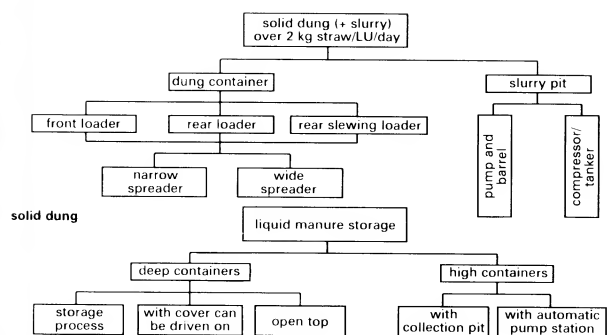 solid dung (+ slurry)
over 2 kg straw/LU/day
dung container
slurry pit
front loader
rear loader
rear slewing loader
pump and
barrel
compressor/
tanker
narrow
spreader
wide
spreader
solid dung
liquid manure storage
deep containers
high containers
storage
process
with cover can
be driven on
open top
with
collection pit
with automatic
pump station